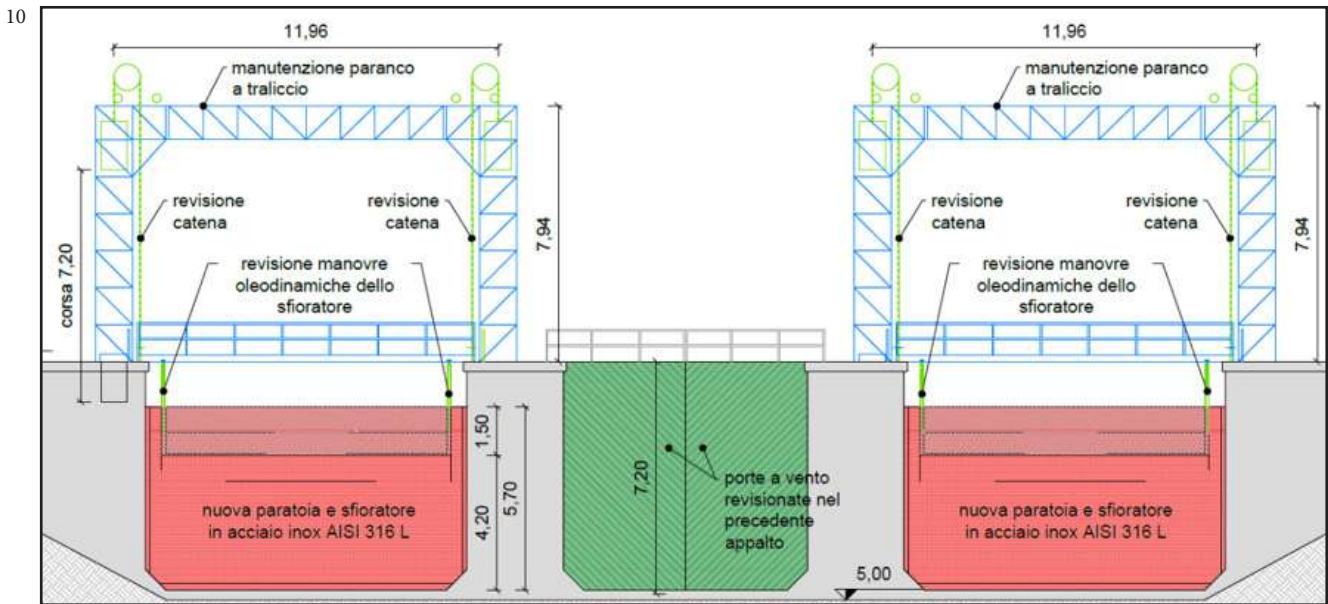 10
11,96
11,96
manutenzione paranco
a traliccio
manutenzione paranco
a traliccio
revisione
catena
revisione
catena
revisione
catena
revisione
catena
corsa 7,20
7,94
7,94
revisione manovre
oleodinamiche dello
sfioratore
revisione manovre
oleodinamiche dello
sfioratore
1,50
4,20
5,70
7,20
porte a vento
revisionate nel
precedente
appalto
nuova paratoia e sfioratore
in acciaio inox AISI 316 L
nuova paratoia e sfioratore
in acciaio inox AISI 316 L
5,00